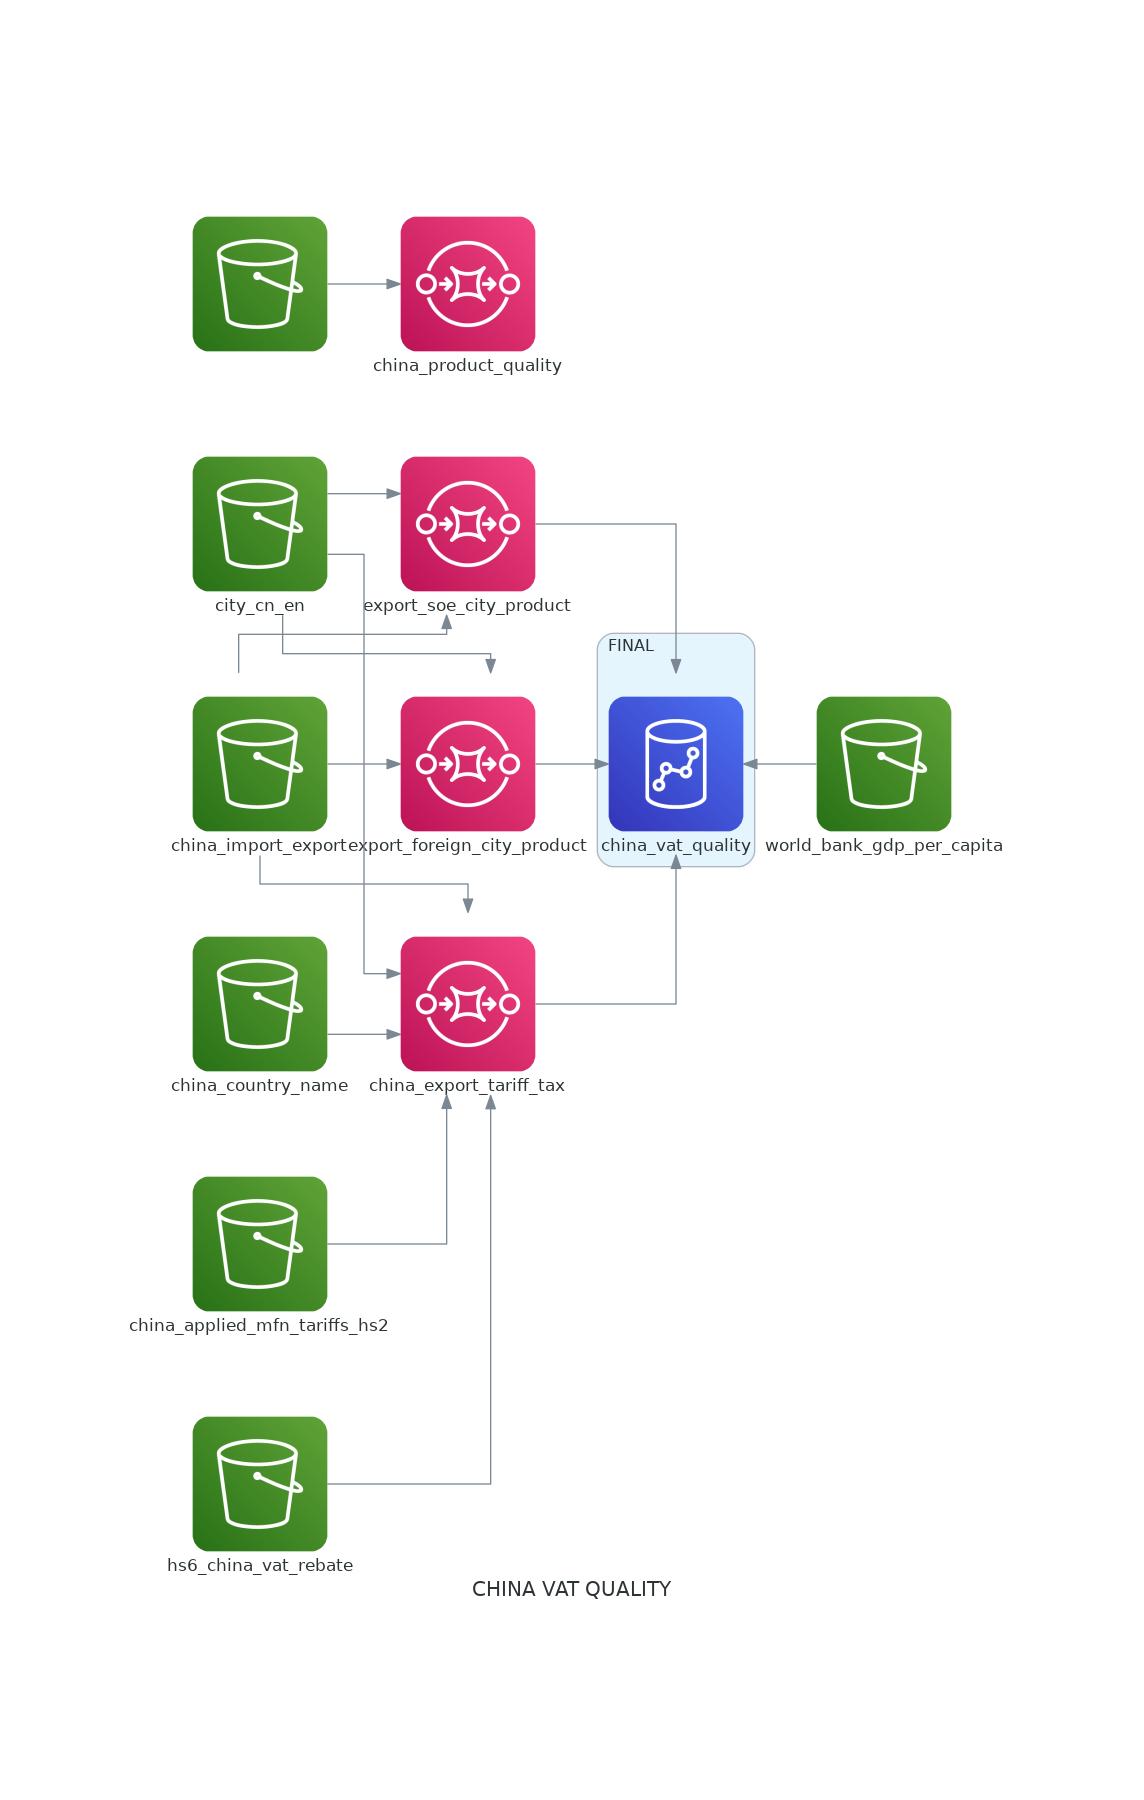 china_product_quality
city_cn_en
export_soe_city_product
FINAL
china_import_export
export_foreign_city_product
china_vat_quality
world_bank_gdp_per_capita
china_country_name
china_export_tariff_tax
china_applied_mfn_tariffs_hs2
hs6_china_vat_rebate
CHINA VAT QUALITY